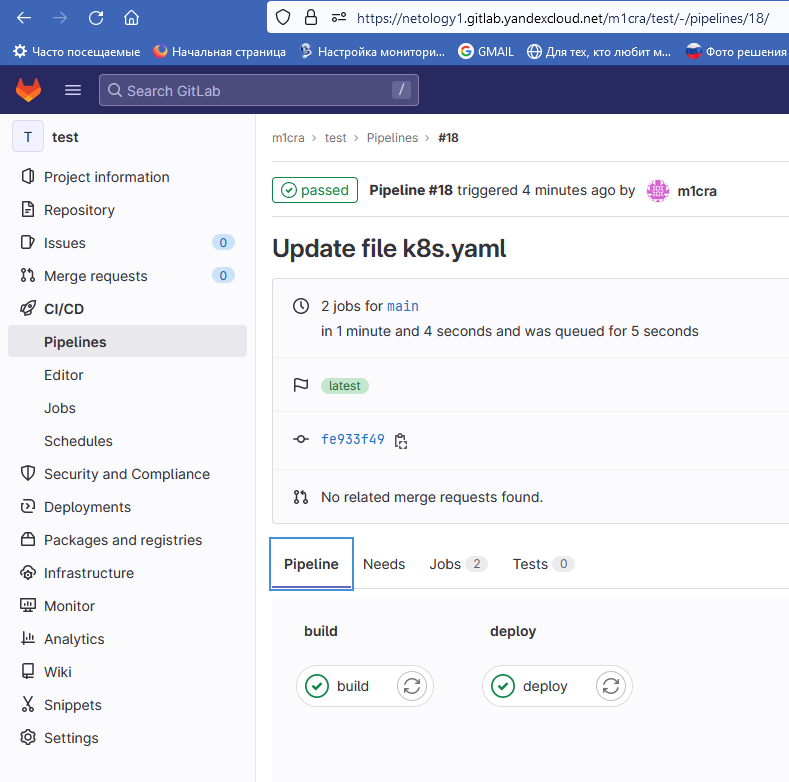 https://netology1.gitlab.yandexcloud.net/m1cra/test/-/pipelines/18/
Часто посещаемые
Начальная страница
Настройка монитори...
GMAIL
Для тех, кто любит м...
Фото решения
Search GitLab /
T test
Project information
Repository
Issues 0
Merge requests 0
CI/CD
Pipelines
Editor
Jobs
Schedules
Security and Compliance
Deployments
Packages and registries
Infrastructure
Monitor
Analytics
Wiki
Snippets
Settings
m1cra › test › Pipelines › #18
passed Pipeline #18 triggered 4 minutes ago by m1cra
Update file k8s.yaml
2 jobs for main
in 1 minute and 4 seconds and was queued for 5 seconds
latest
fe933f49
No related merge requests found.
Pipeline Needs Jobs 2 Tests 0
build deploy
build deploy